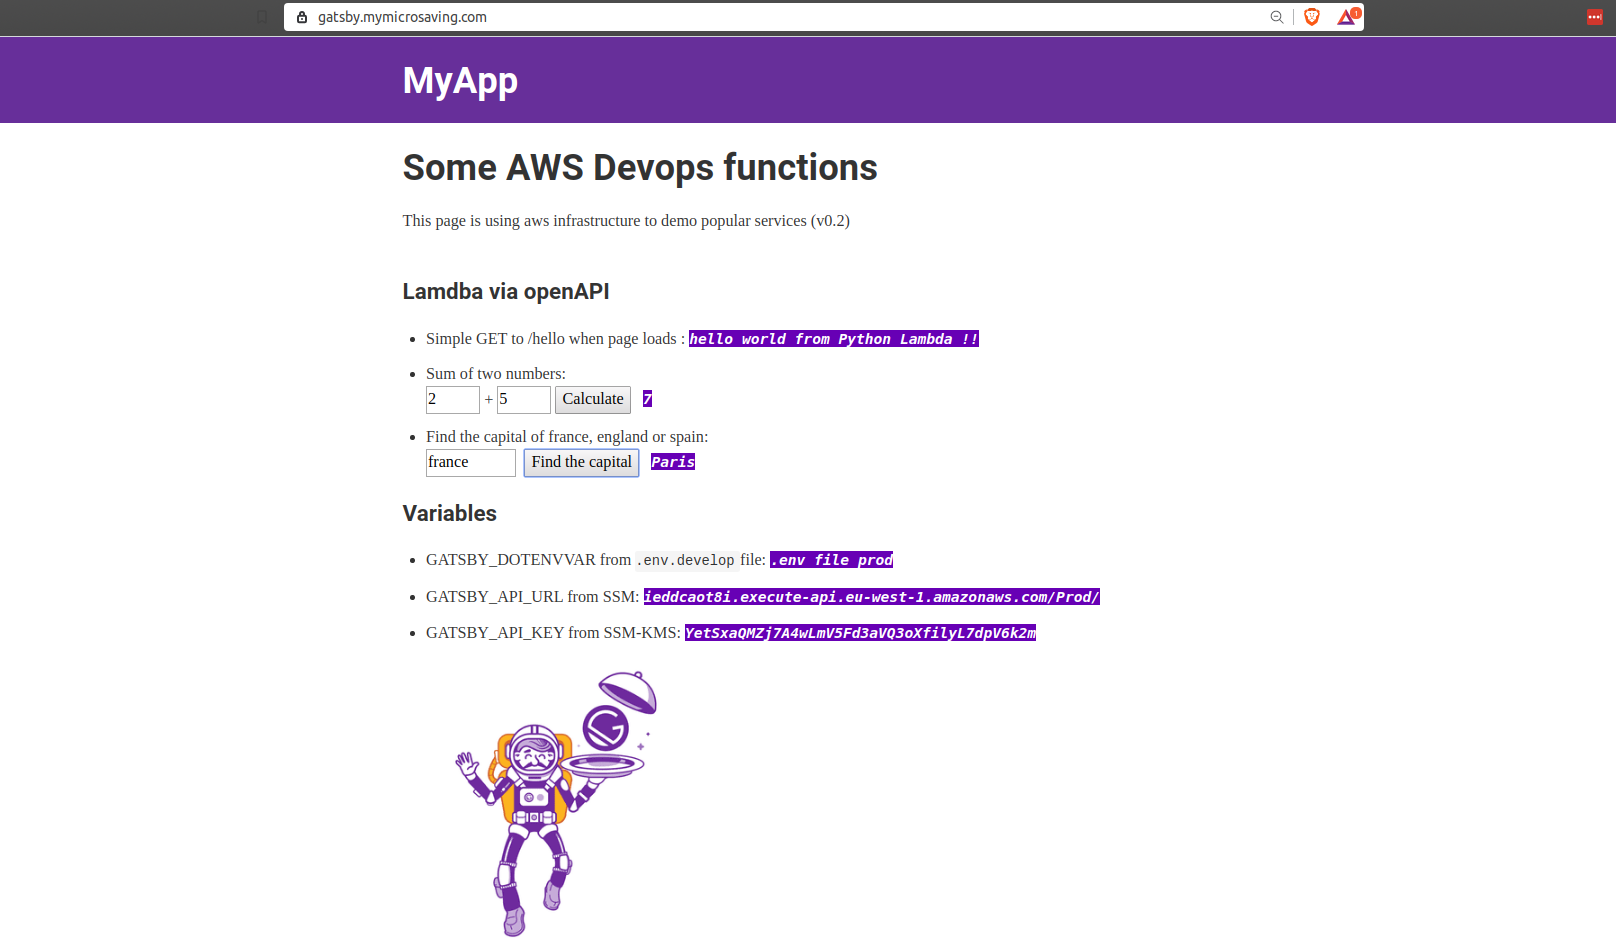 gatsby.mymicrosaving.com
1
MyApp
Some AWS Devops functions
This page is using aws infrastructure to demo popular services (v0.2)
Lamdba via openAPI
Simple GET to /hello when page loads : hello world from Python Lambda !!
Sum of two numbers:
2 + 5 Calculate 7
Find the capital of france, england or spain:
france Find the capital Paris
Variables
GATSBY_DOTENVVAR from .env.develop file: .env file prod
GATSBY_API_URL from SSM: ieddcaot8i.execute-api.eu-west-1.amazonaws.com/Prod/
GATSBY_API_KEY from SSM-KMS: YetSxaQMZj7A4wLmV5Fd3aVQ3oXfilyL7dpV6k2m